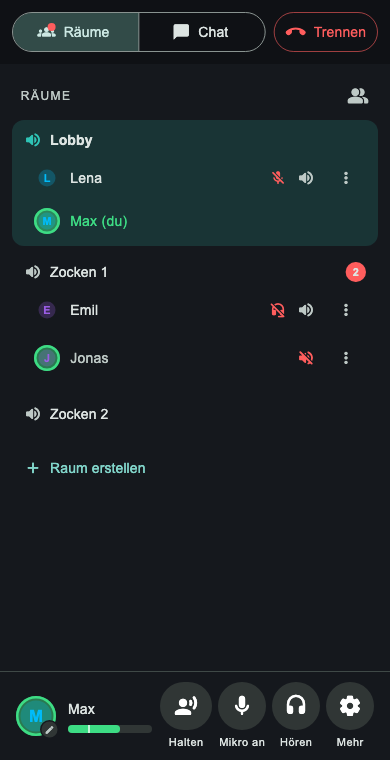 Räume
Chat
Trennen
RÄUME
Lobby
L Lena
M Max (du)
Zocken 1 2
E Emil
J Jonas
Zocken 2
+ Raum erstellen
M Max
Halten Mikro an Hören Mehr